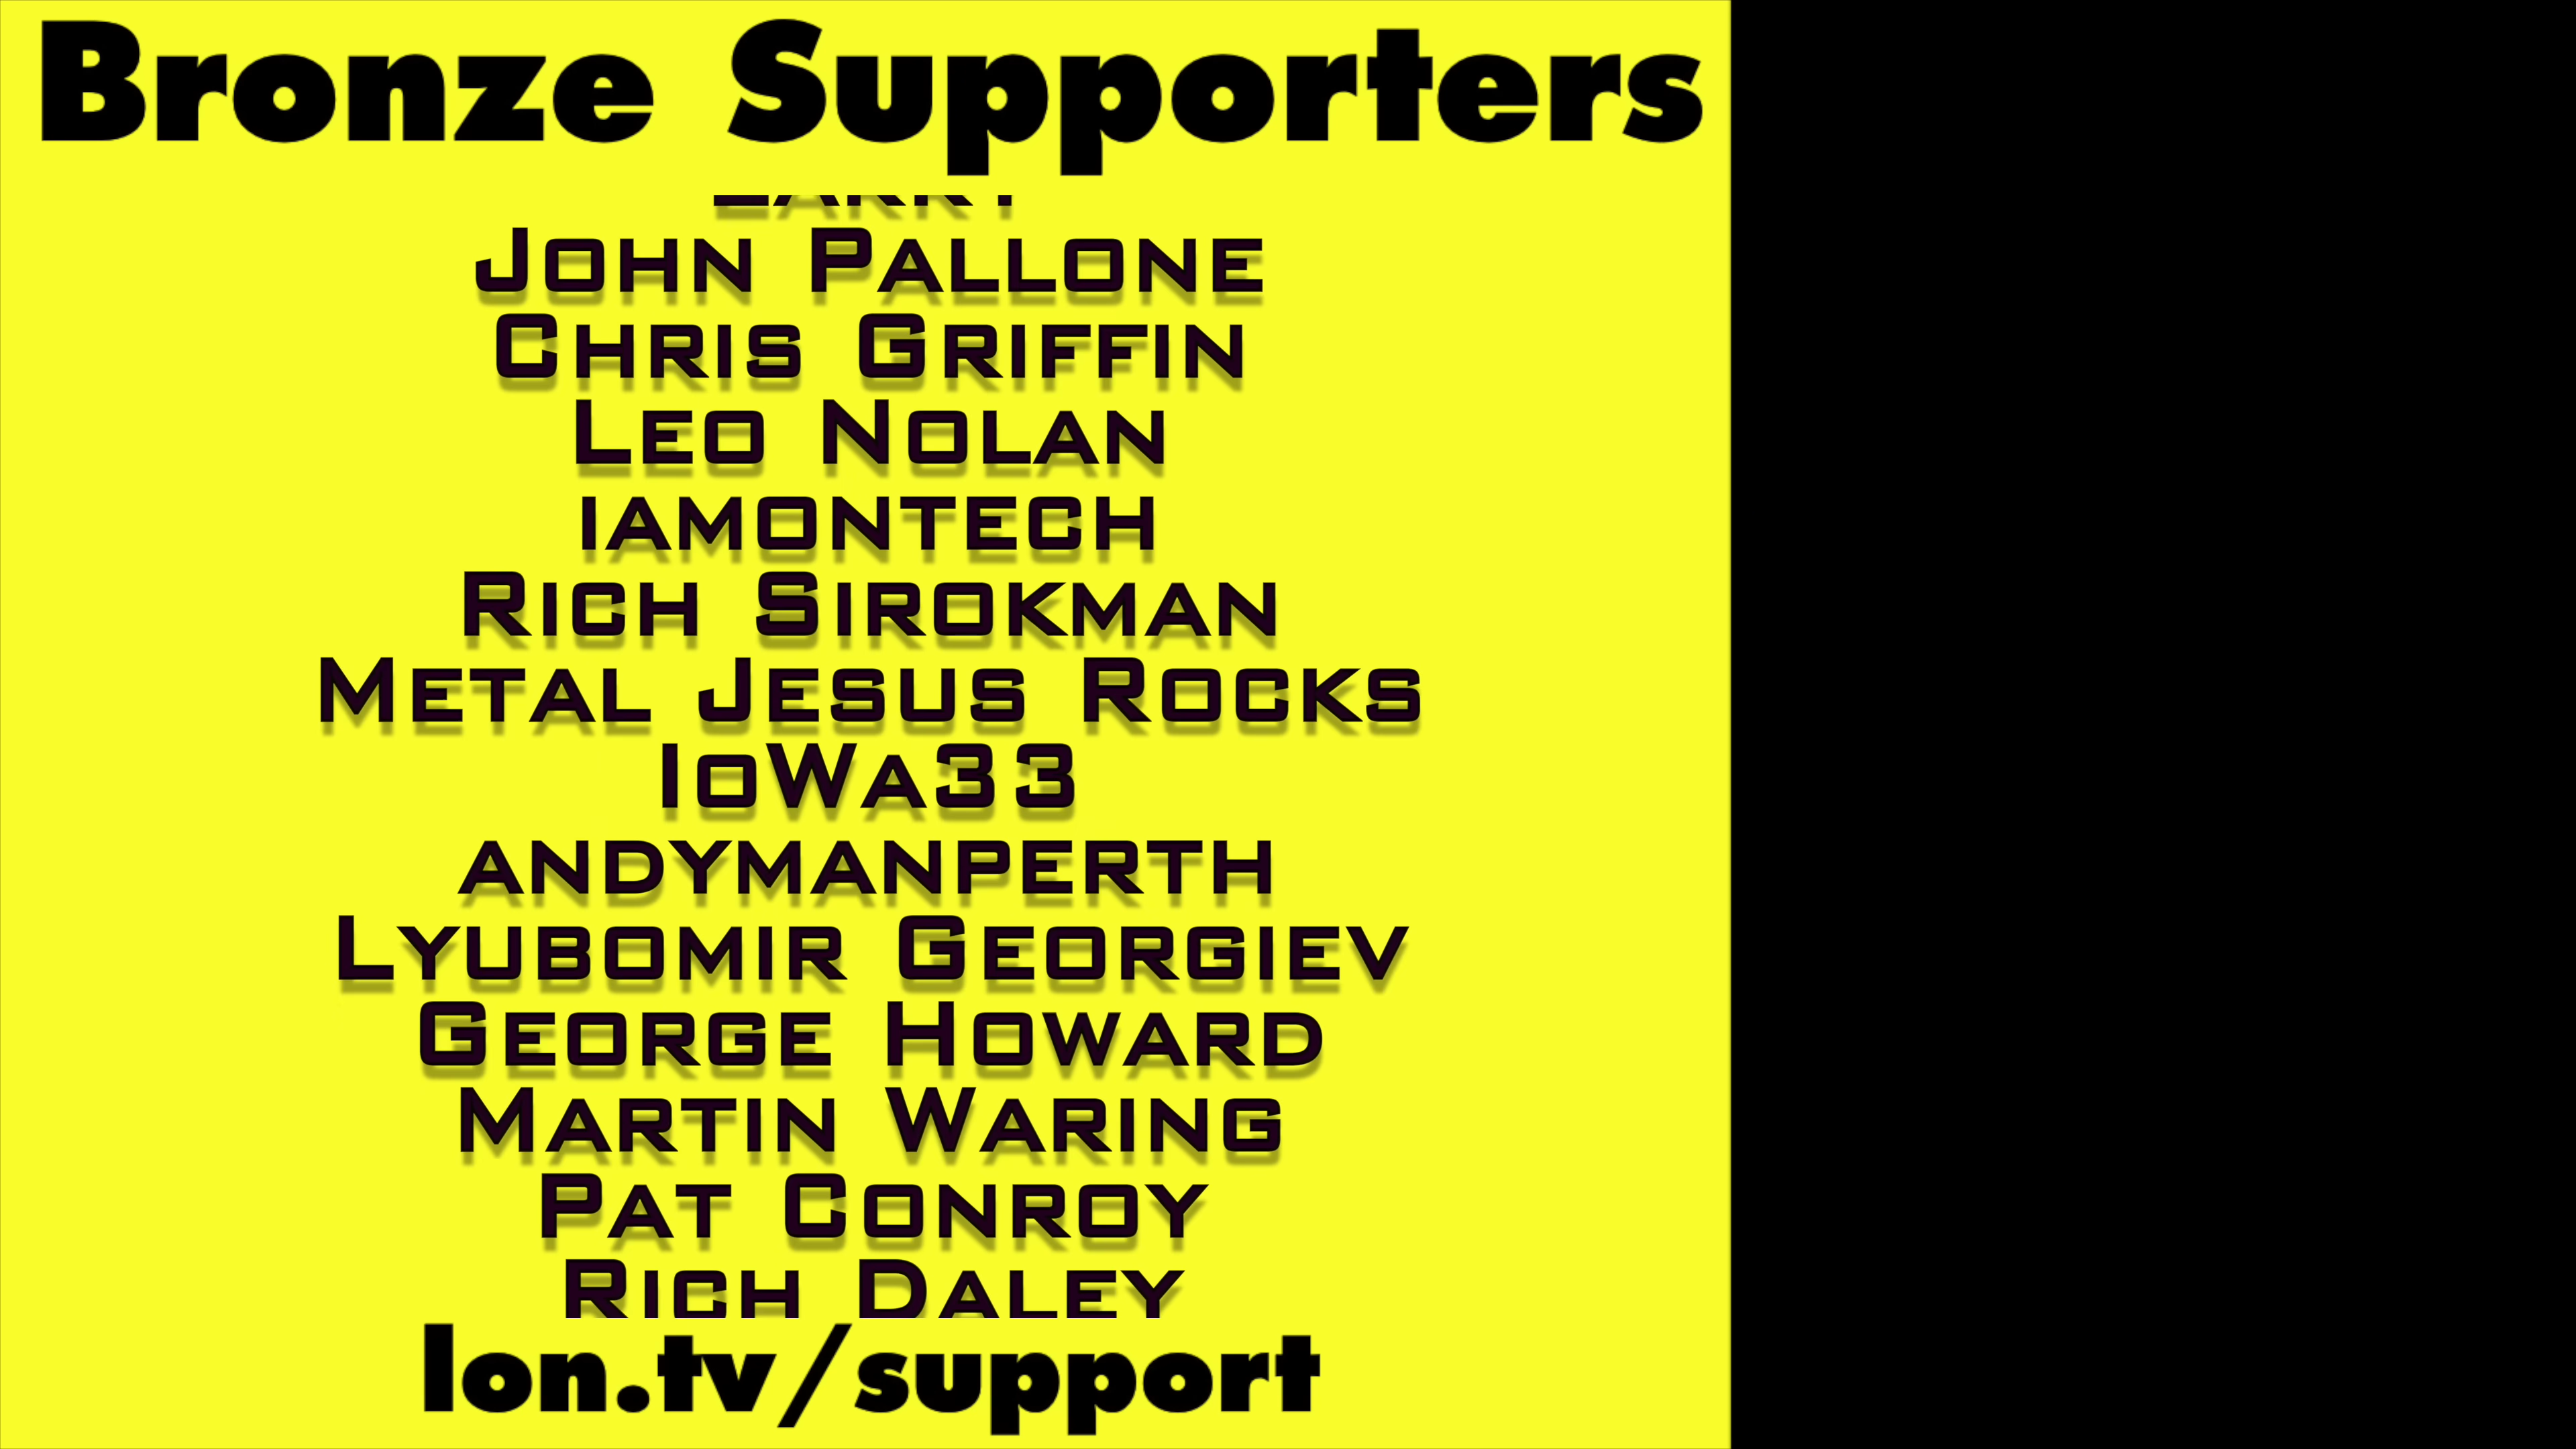 Bronze Supporters
John Pallone
Chris Griffin
Leo Nolan
iamontech
Rich Sirokman
Metal Jesus Rocks
IoWa33
andymanperth
Lyubomir Georgiev
George Howard
Martin Waring
Pat Conroy
Rich Daley
lon.tv/support